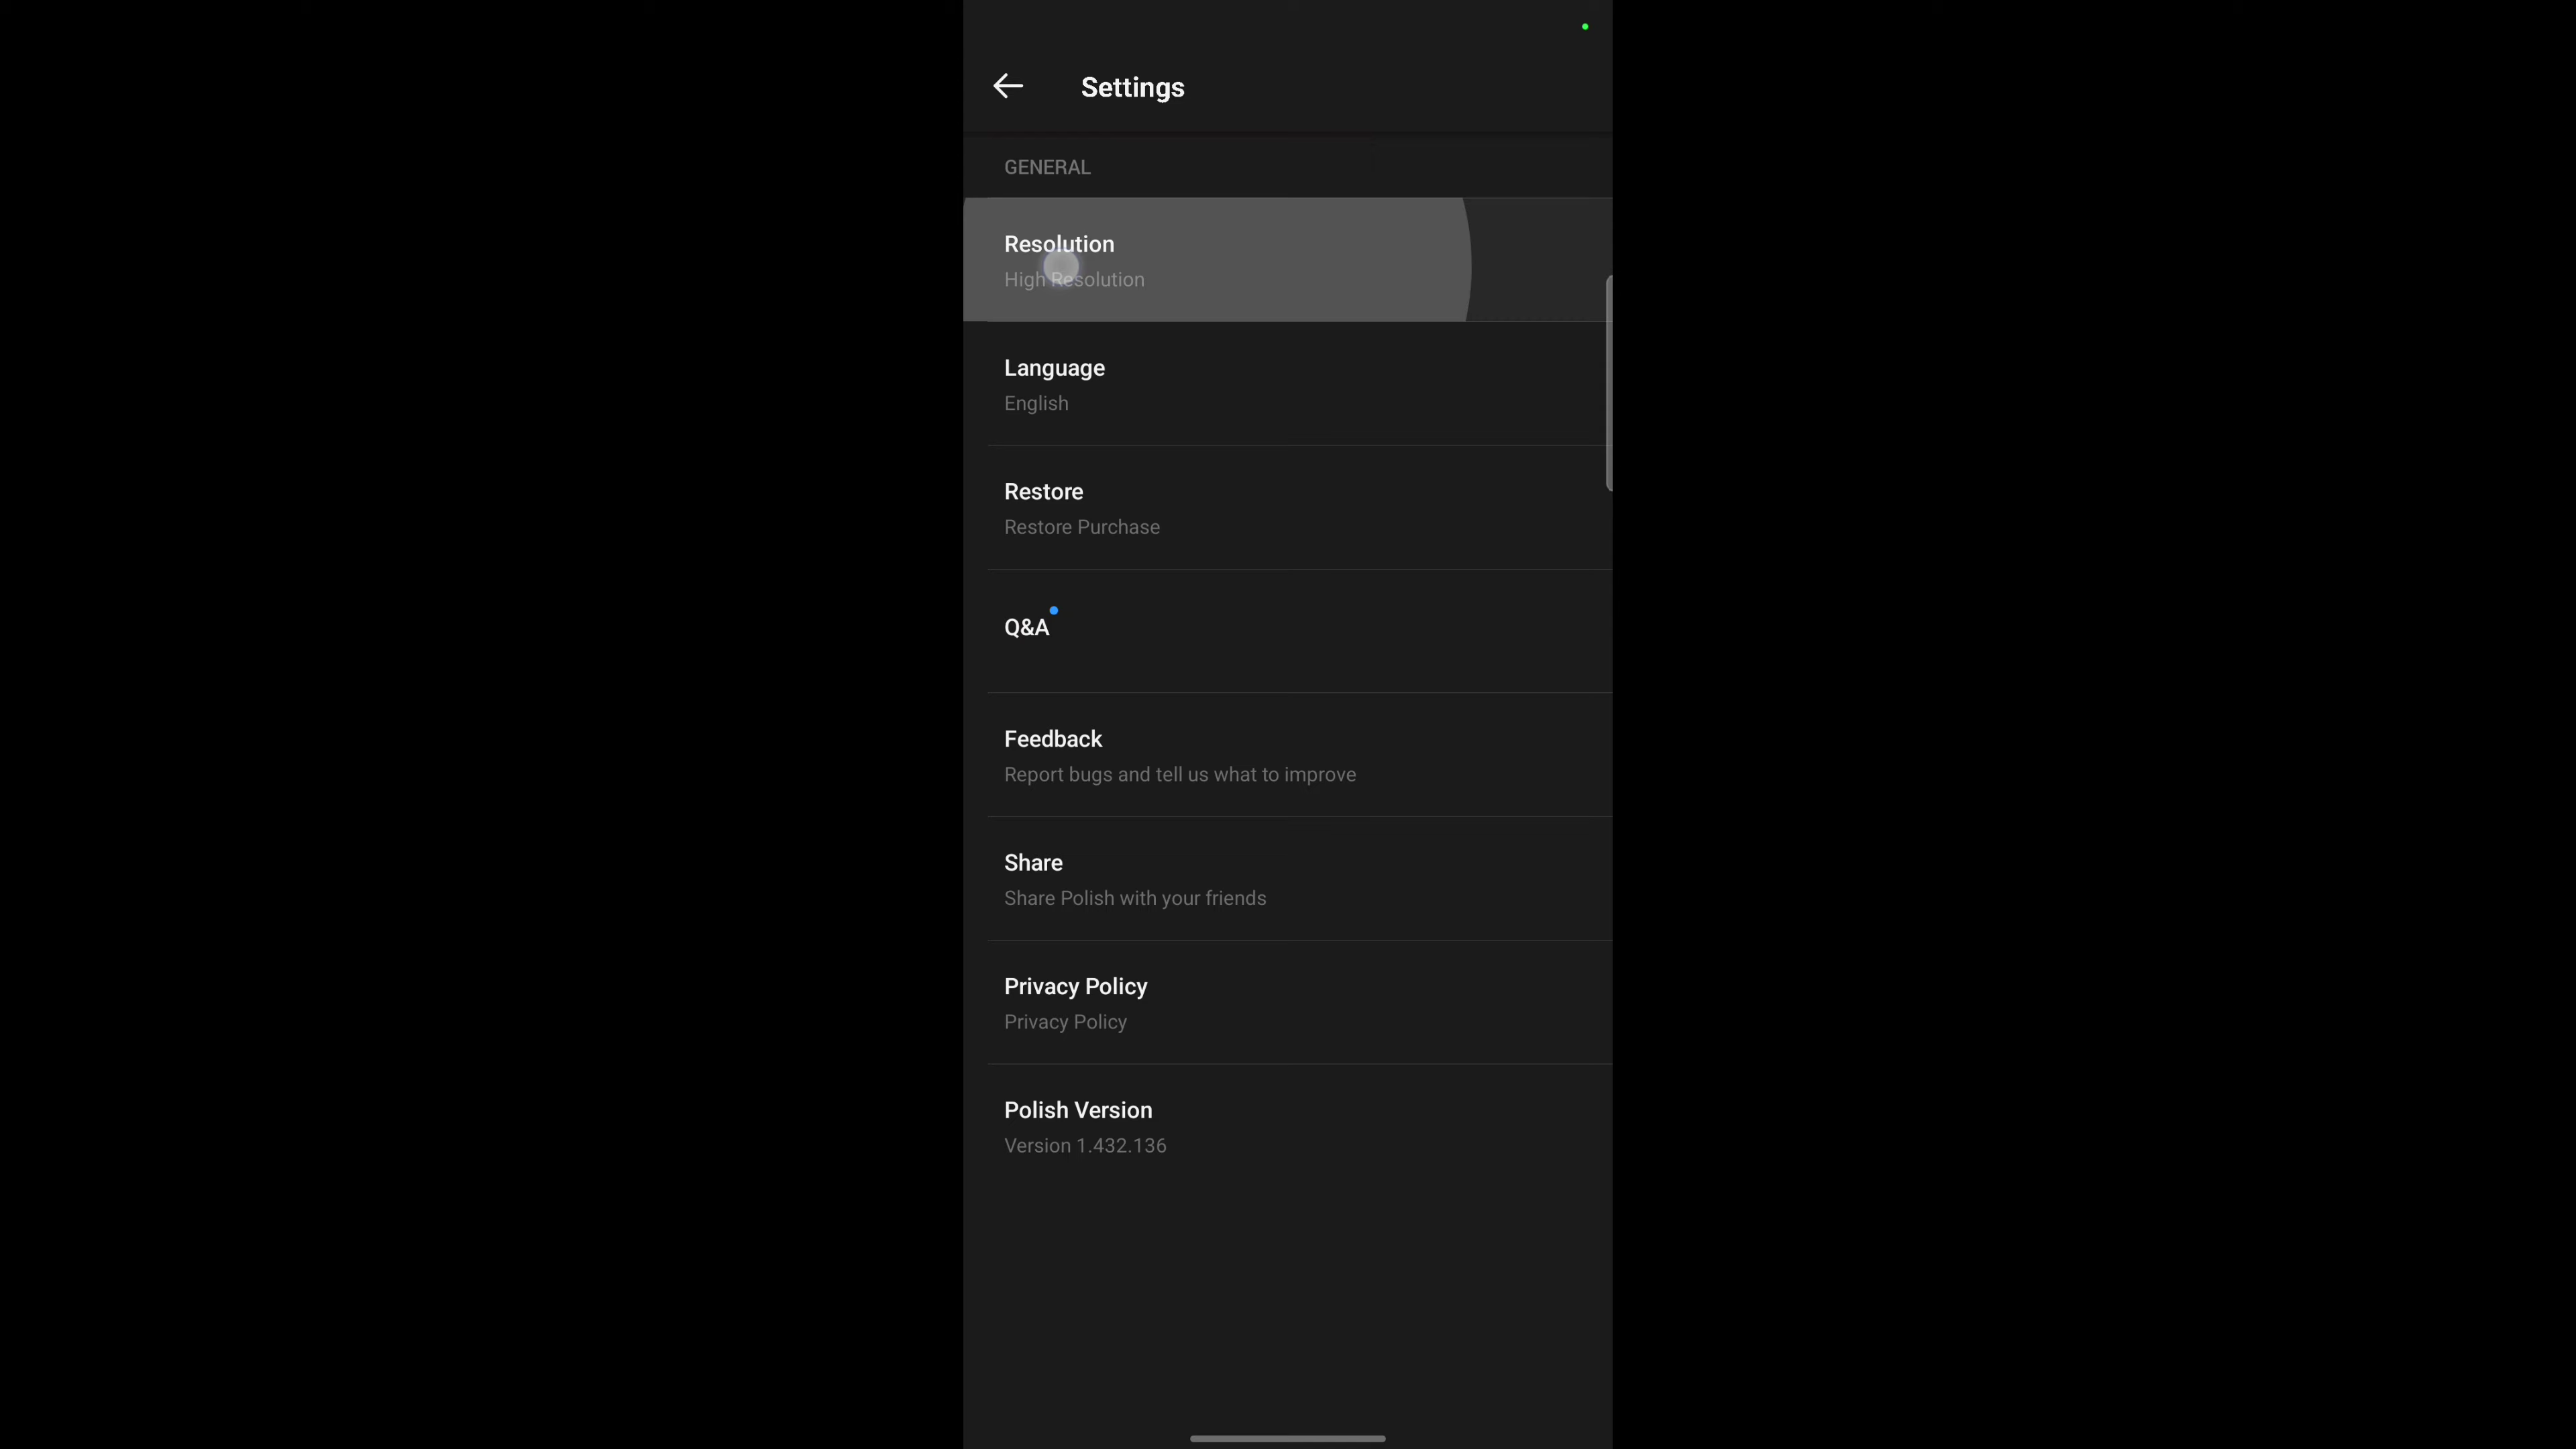 Settings
GENERAL
Resolution
High Resolution
Language
English
Restore
Restore Purchase
Q&A
Feedback
Report bugs and tell us what to improve
Share
Share Polish with your friends
Privacy Policy
Privacy Policy
Polish Version
Version 1.432.136